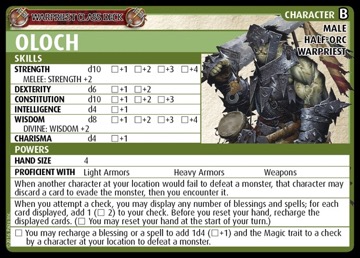 WARPRIEST CLASS DECK
CHARACTER B
OLOCH
MALE
HALF-ORC
WARPRIEST
SKILLS
STRENGTH d10 □ +1 □ +2 □ +3 □ +4
MELEE: STRENGTH +2
DEXTERITY d6 □ +1 □ +2
CONSTITUTION d10 □ +1 □ +2 □ +3 □ +4
INTELLIGENCE d4 □ +1
WISDOM d8 □ +1 □ +2 □ +3 □ +4
DIVINE: WISDOM +2
CHARISMA d4 □ +1
POWERS
HAND SIZE 4
PROFICIENT WITH Light Armors Heavy Armors Weapons
When another character at your location would fail to defeat a monster, that character may
discard a card to evade the monster, then you encounter it.
When you attempt a check, you may display any number of blessings and spells; for each
card displayed, add 1 (□ 2) to your check. Before you reset your hand, recharge the
displayed cards. (□ You may reset your hand at the start of your turn.)
□ You may recharge a blessing or a spell to add 1d4 (□ +1) and the Magic trait to a check
by a character at your location to defeat a monster.